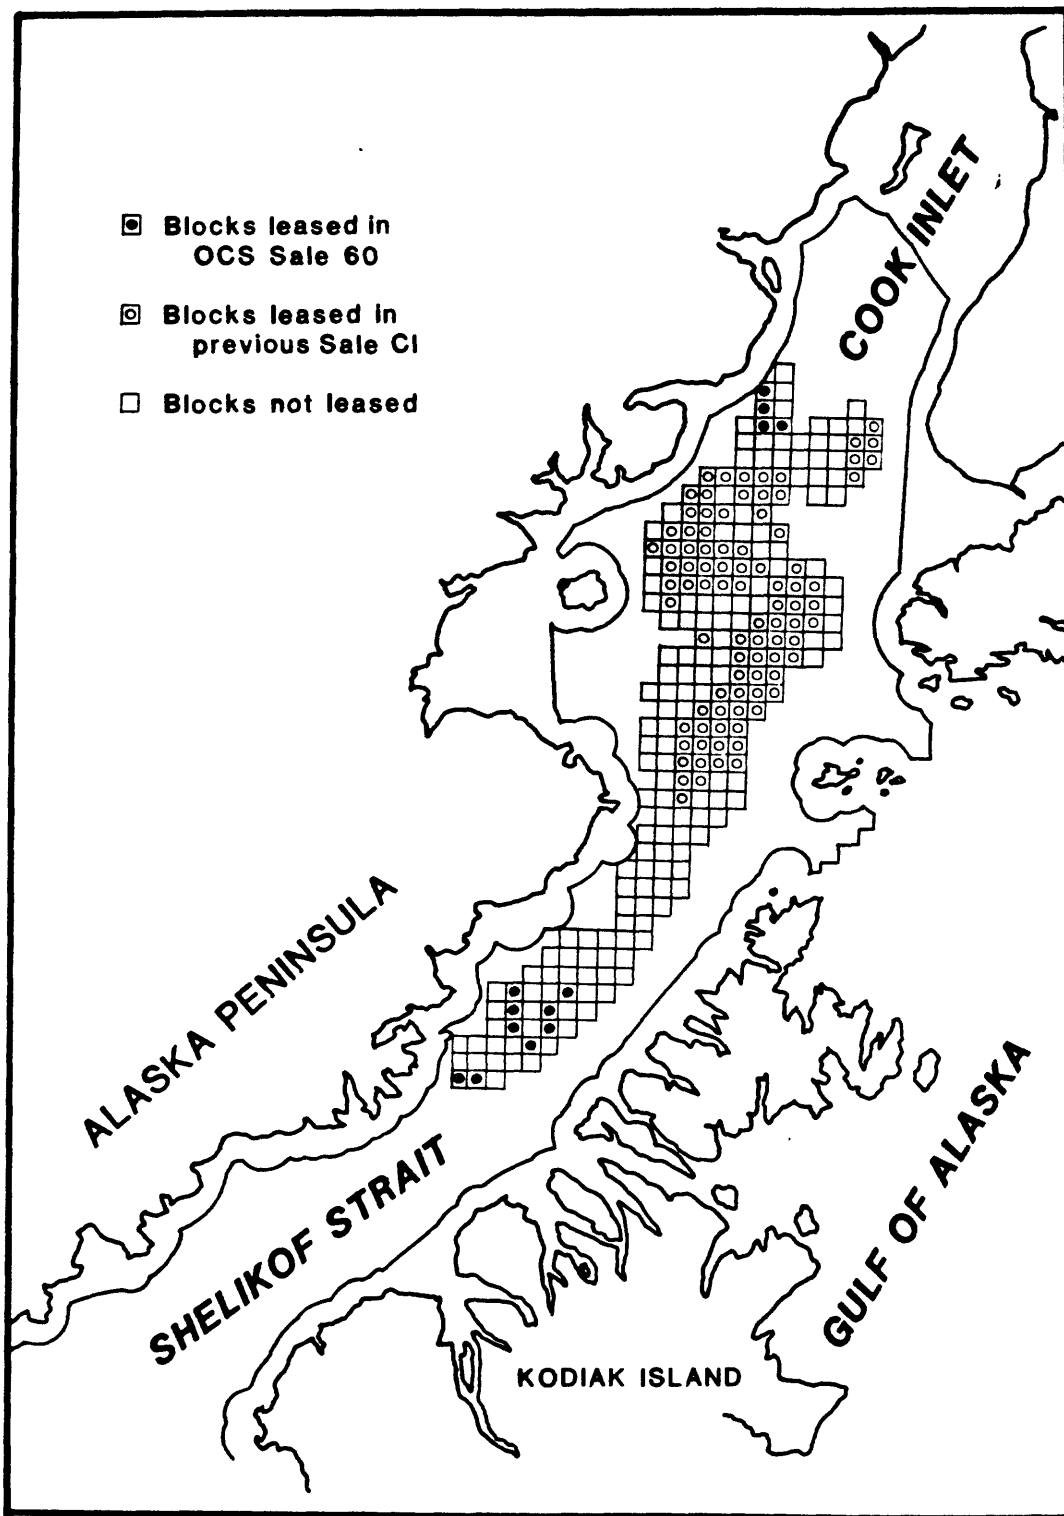 Blocks leased in
OCS Sale 60
Blocks leased in
previous Sale CI
Blocks not leased
COOK INLET
ALASKA PENINSULA
SHELIKOF STRAIT
GULF OF ALASKA
KODIAK ISLAND